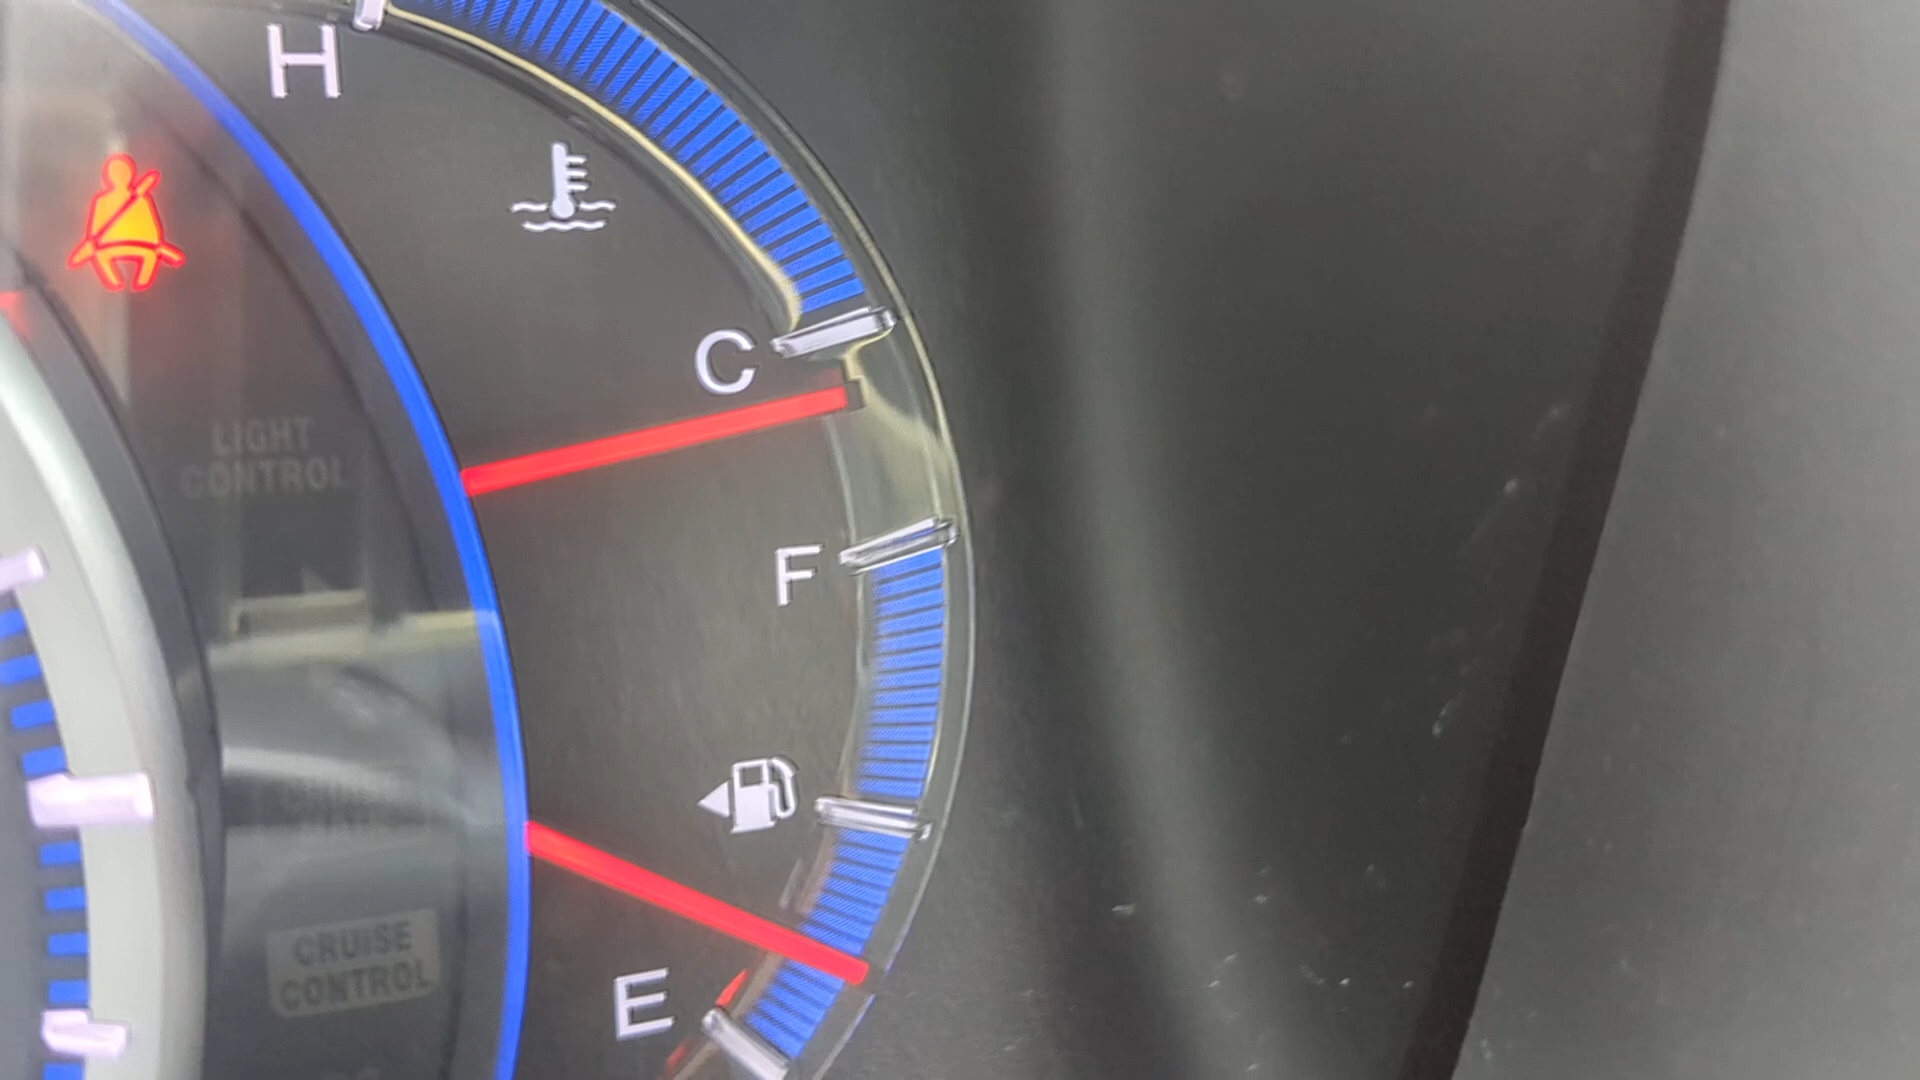 H
C
LIGHT
CONTROL
F
CRUISE
CONTROL
E